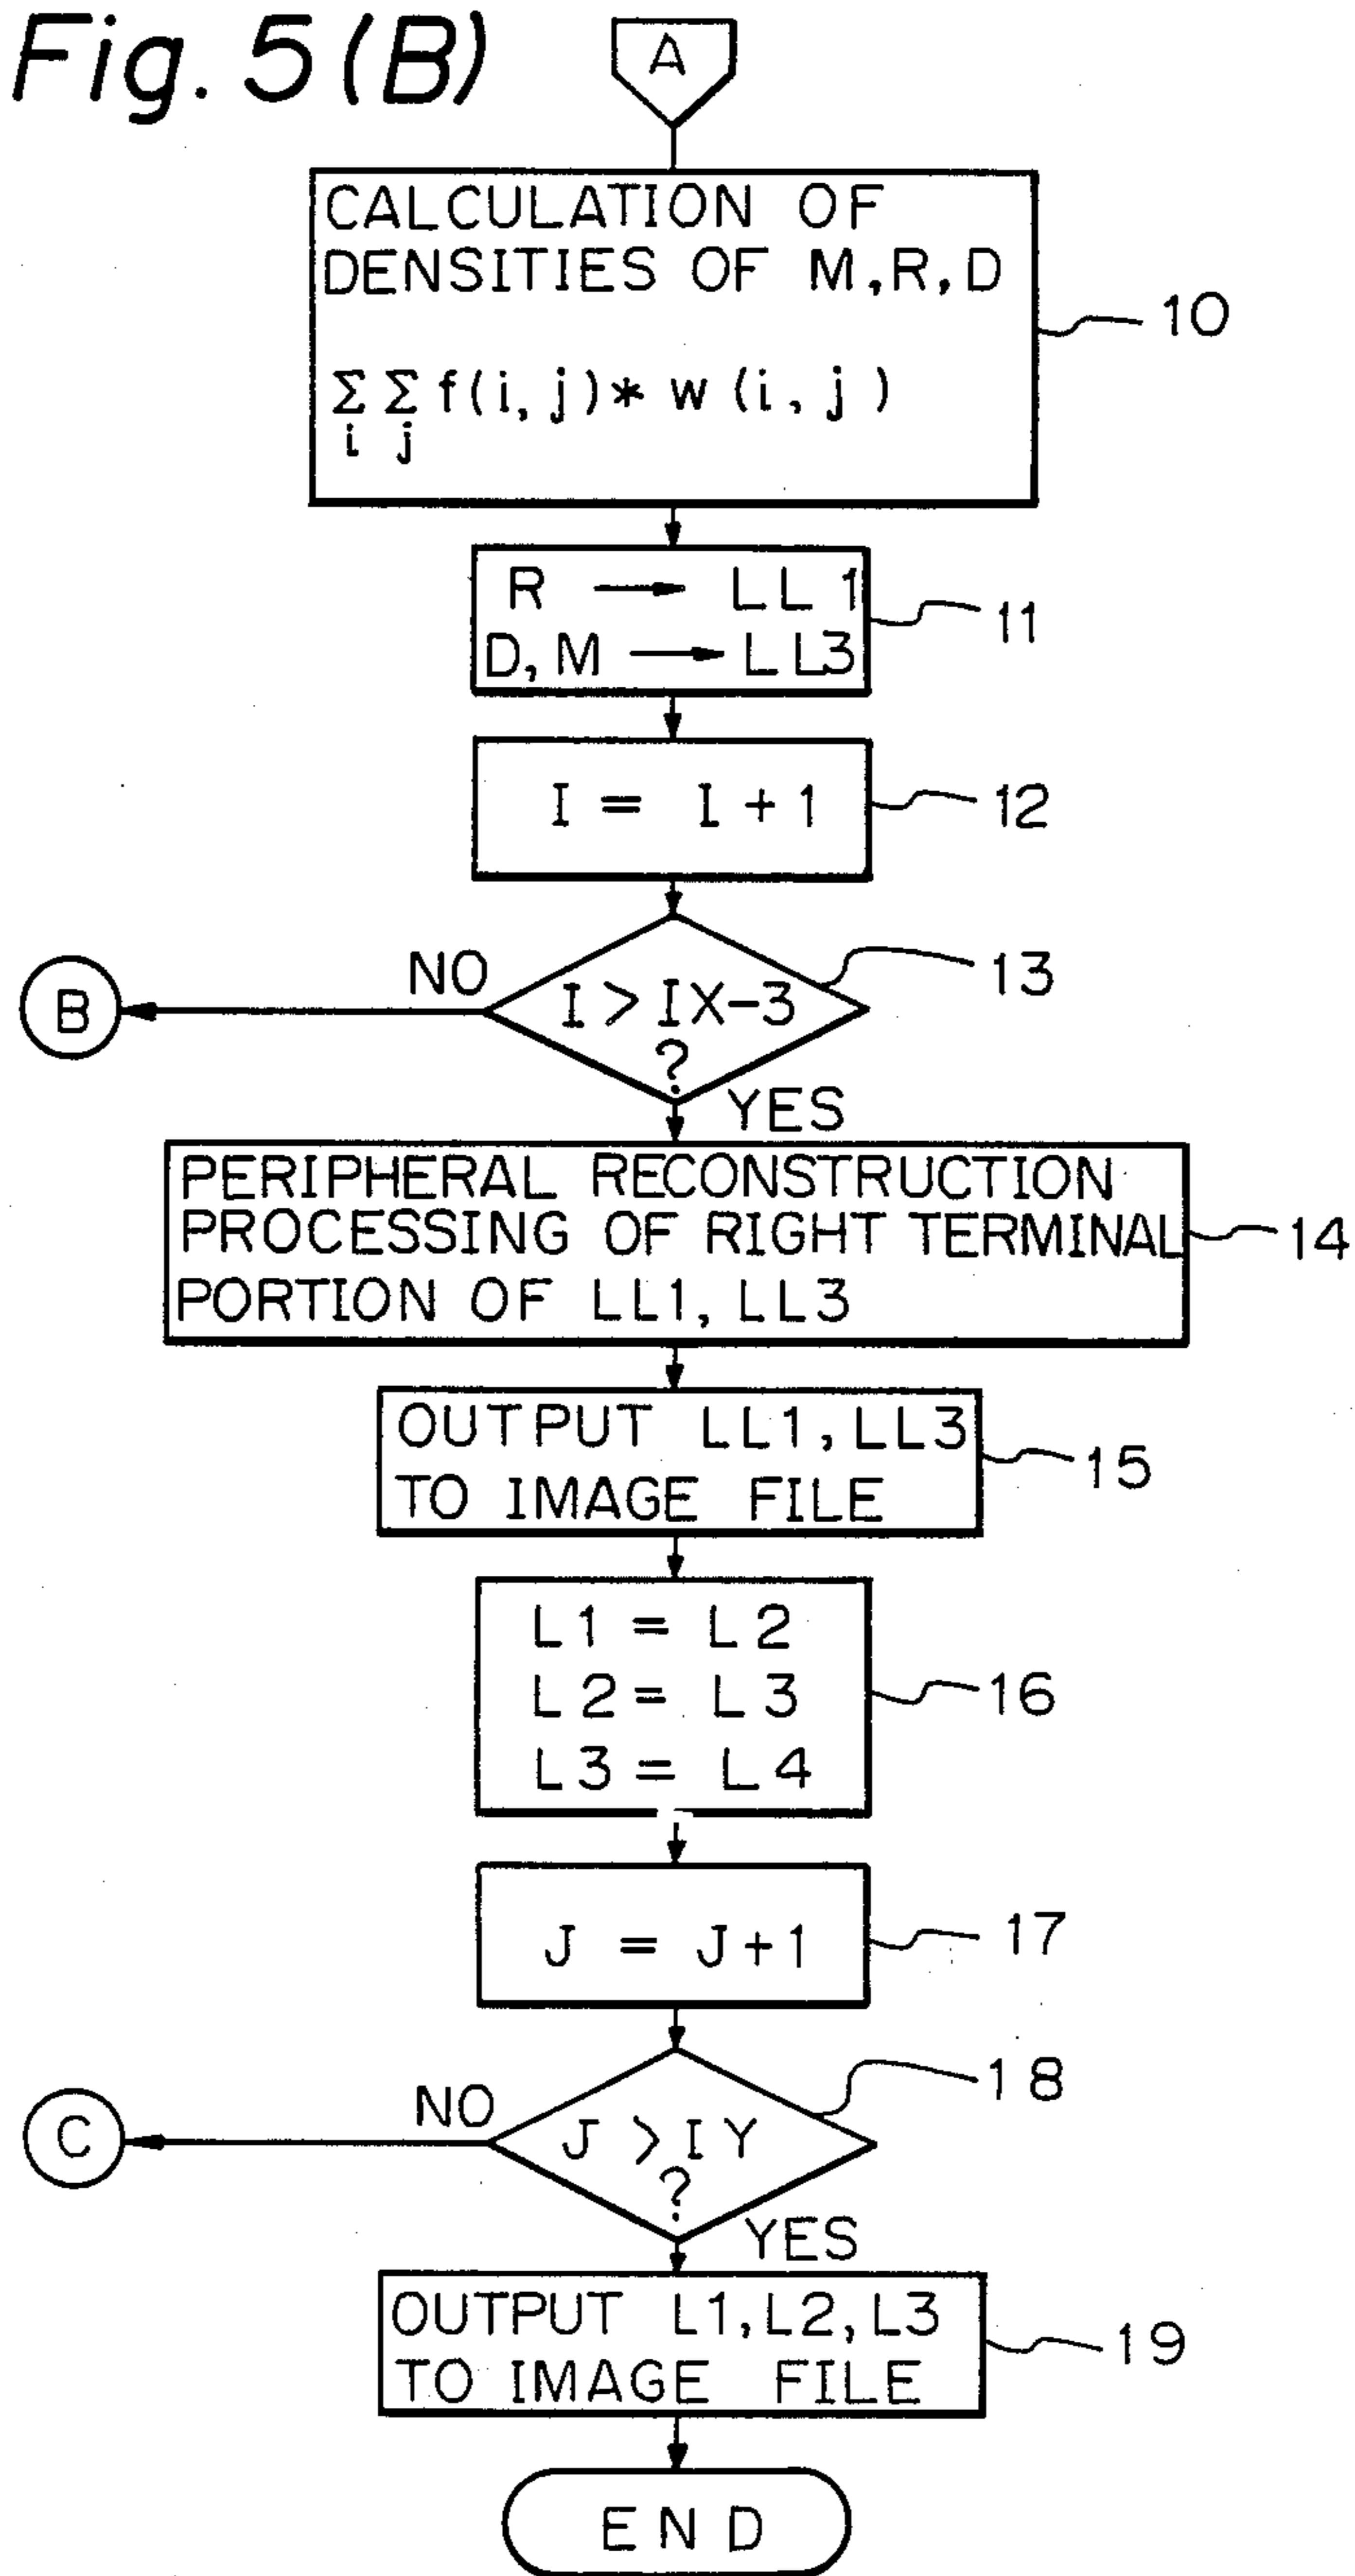 Fig. 5(B)
A
CALCULATION OF
DENSITIES OF M,R,D
Σ Σ f(i,j)* w(i,j)
i j
10
R → LL1
D,M → LL3
11
I = I+1
12
NO
B
I>IX-3
?
13
YES
PERIPHERAL RECONSTRUCTION
PROCESSING OF RIGHT TERMINAL
PORTION OF LL1, LL3
14
OUTPUT LL1, LL3
TO IMAGE FILE
15
L1 = L2
L2 = L3
L3 = L4
16
J = J+1
17
NO
C
J>IY
?
18
YES
OUTPUT L1,L2,L3
TO IMAGE FILE
19
END